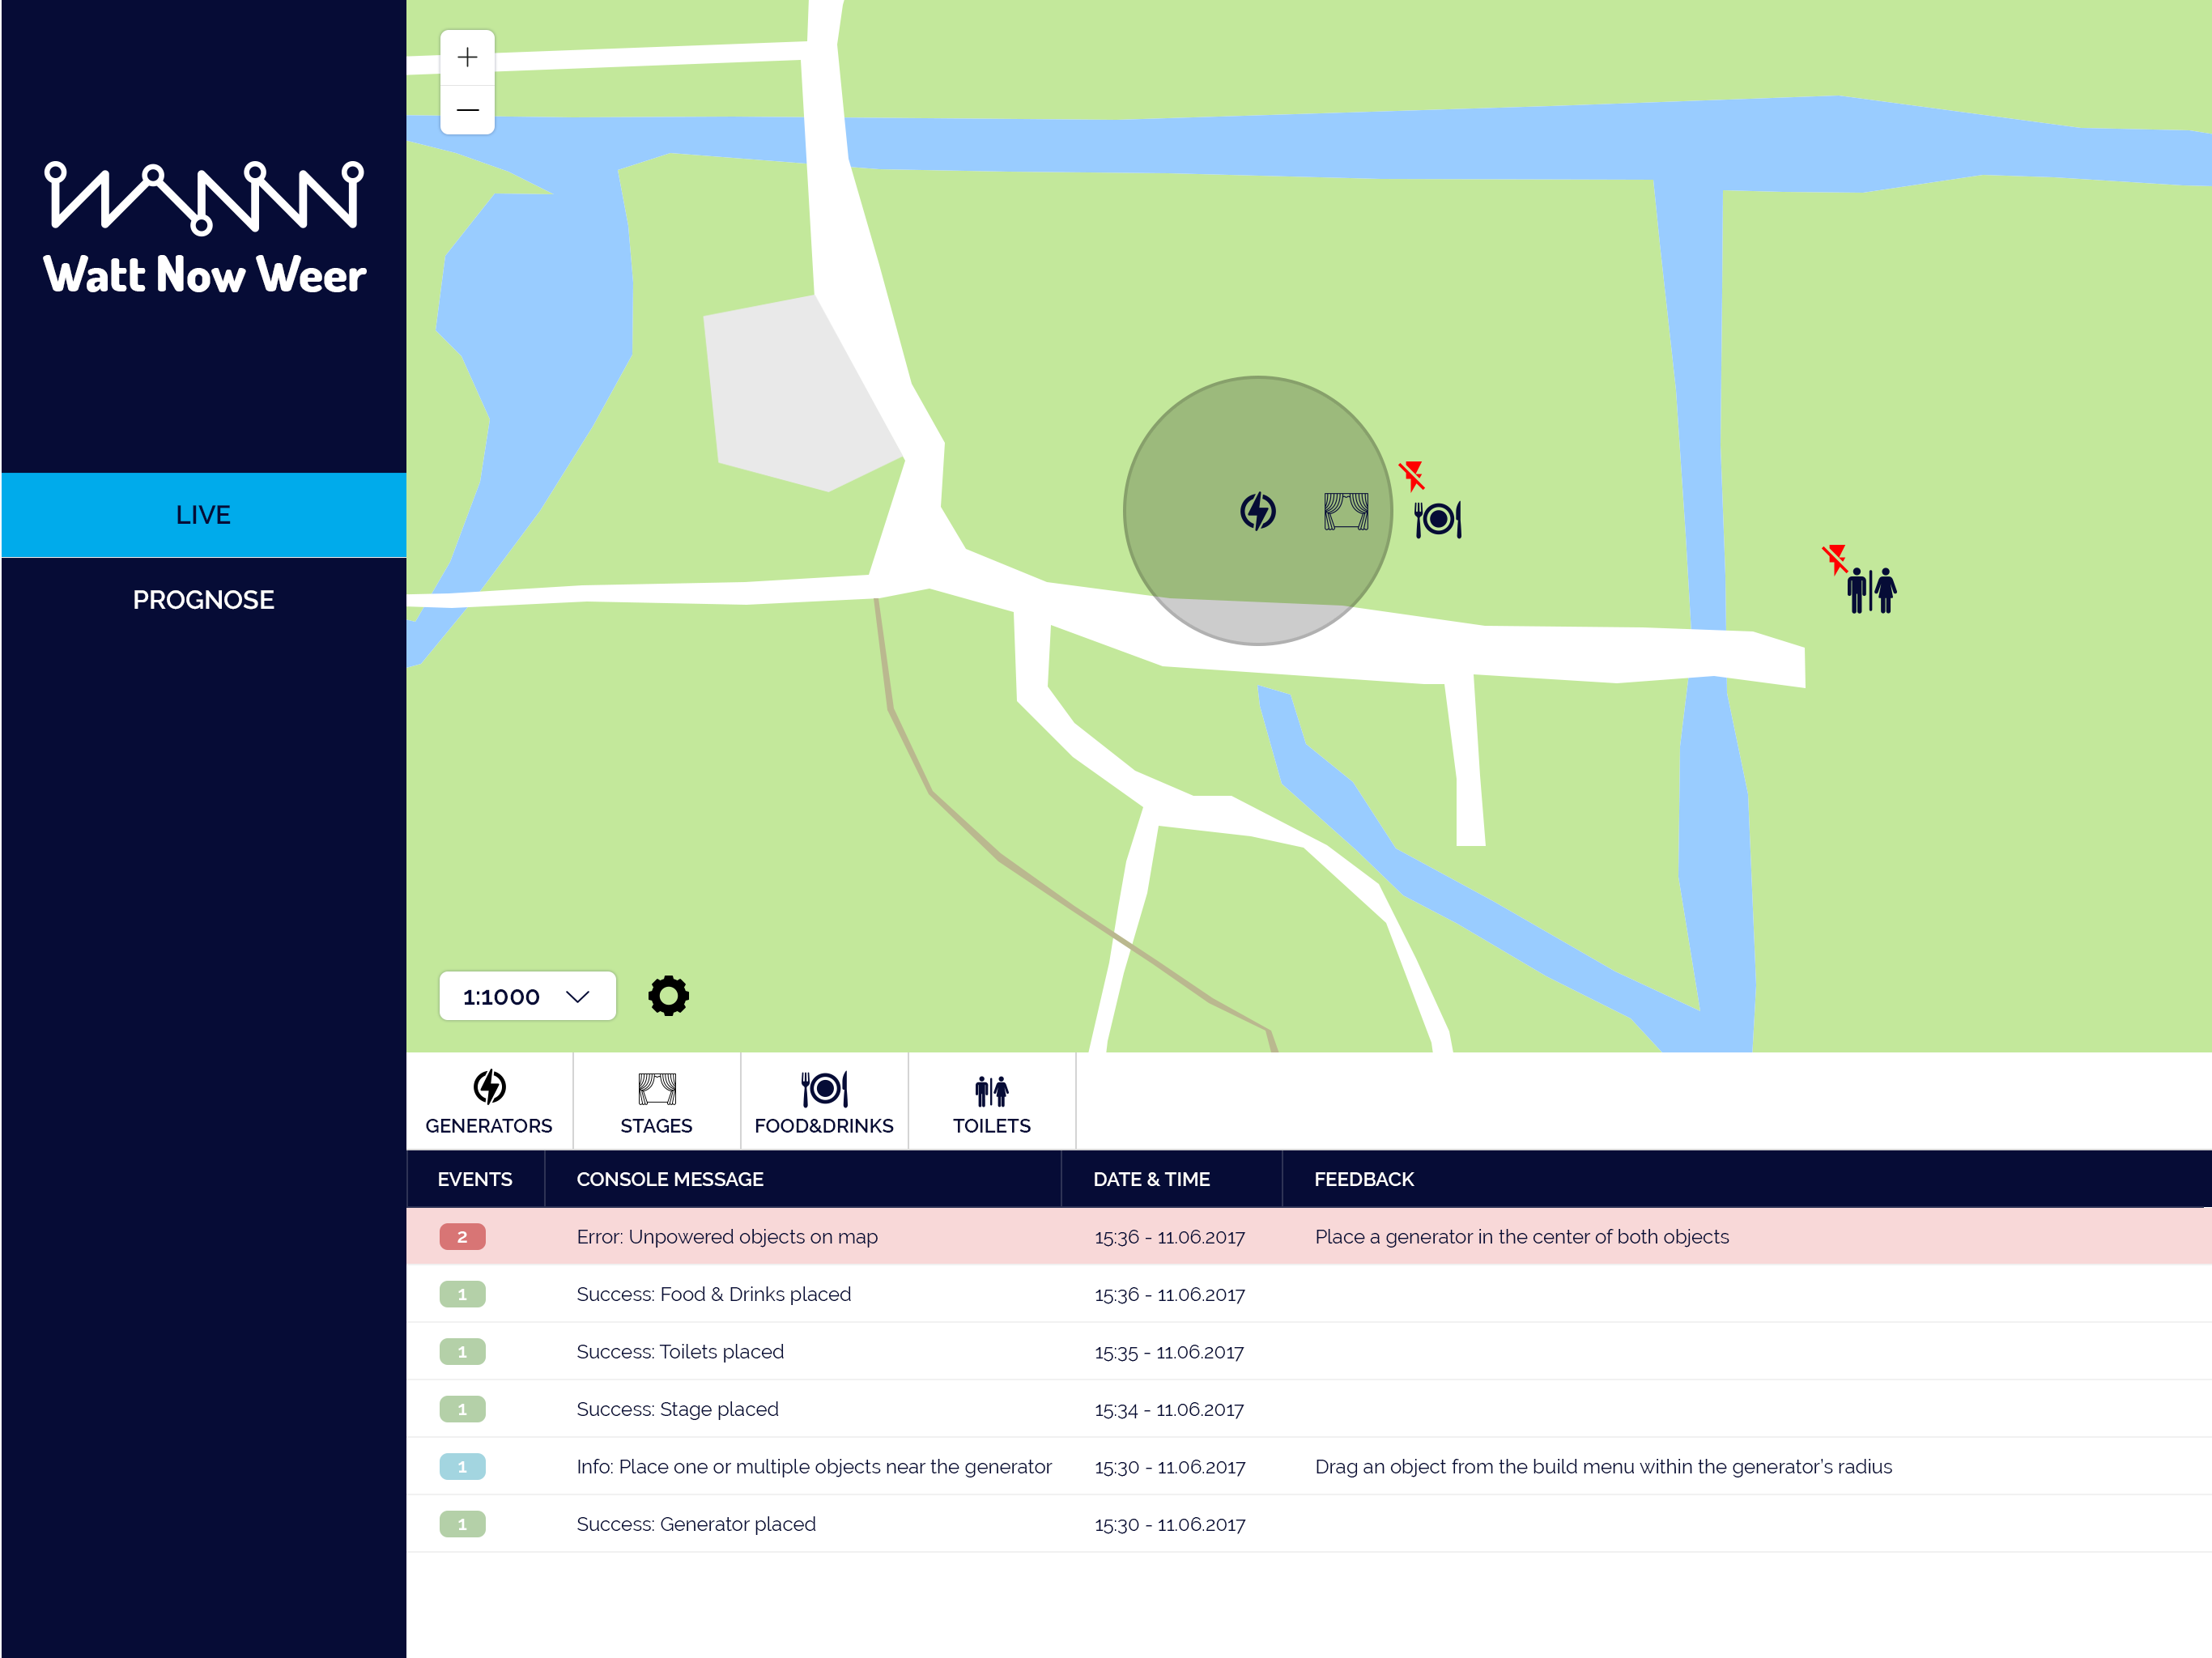 Watt Now Weer
LIVE
PROGNOSE
1:1000
GENERATORS STAGES FOOD&DRINKS TOILETS
EVENTS CONSOLE MESSAGE DATE & TIME FEEDBACK
2 Error: Unpowered objects on map 15:36 - 11.06.2017 Place a generator in the center of both objects
1 Success: Food & Drinks placed 15:36 - 11.06.2017
1 Success: Toilets placed 15:35 - 11.06.2017
1 Success: Stage placed 15:34 - 11.06.2017
1 Info: Place one or multiple objects near the generator 15:30 - 11.06.2017 Drag an object from the build menu within the generator's radius
1 Success: Generator placed 15:30 - 11.06.2017